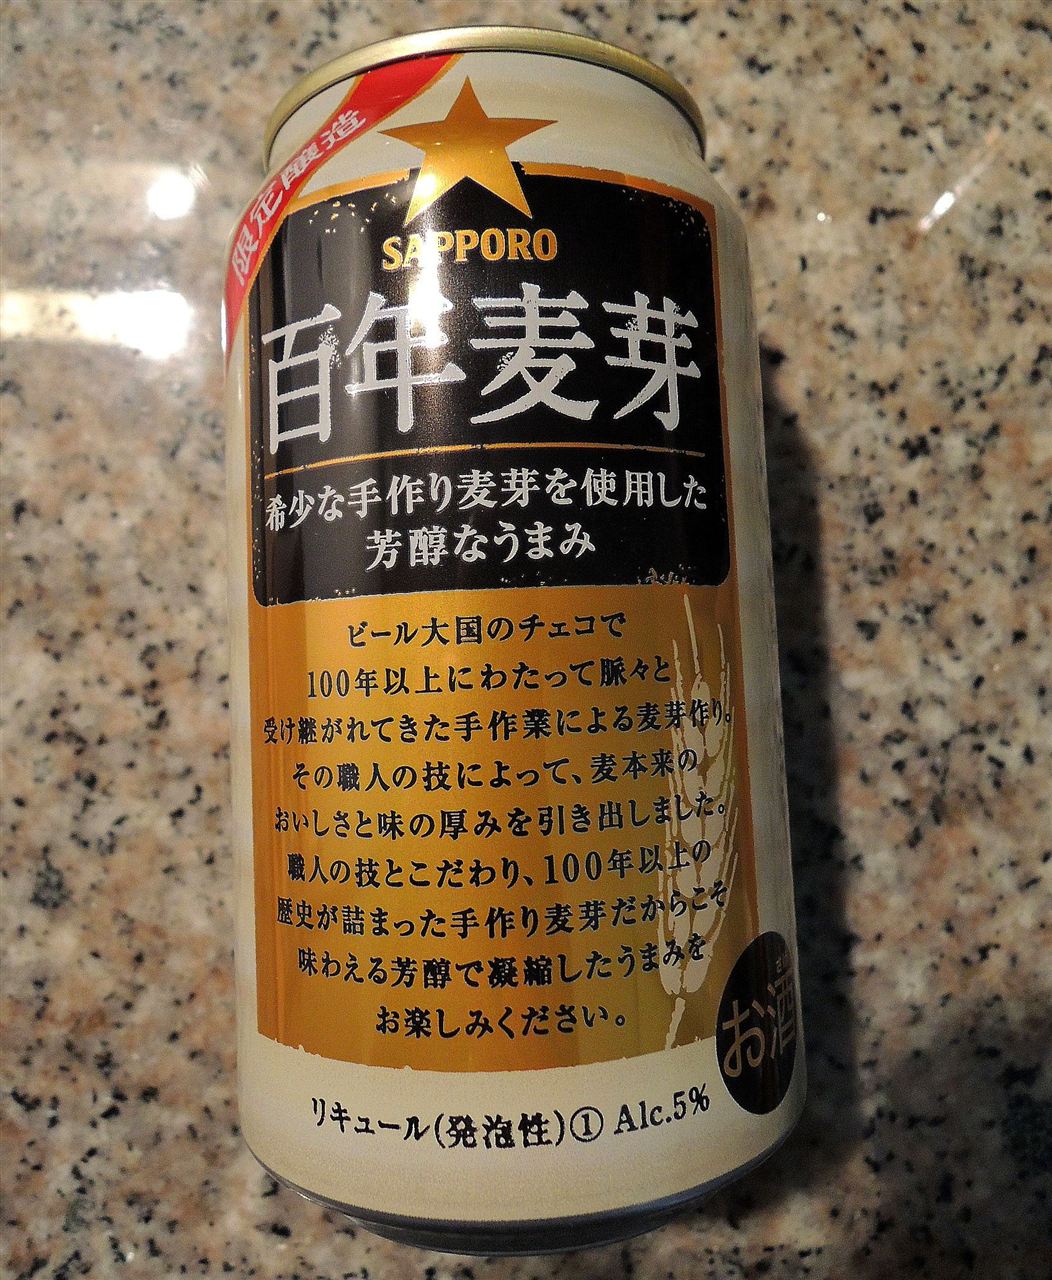 限定醸造
SAPPORO
百年麦芽
希少な手作り麦芽を使用した
芳醇なうまみ
ビール大国のチェコで
100年以上にわたって脈々と
受け継がれてきた手作業による麦芽作り。
その職人の技によって、麦本来の
おいしさと味の厚みを引き出しました。
職人の技とこだわり、100年以上の
歴史が詰まった手作り麦芽だからこそ
味わえる芳醇で凝縮したうまみを
お楽しみください。
お酒
リキュール(発泡性)① Alc.5%